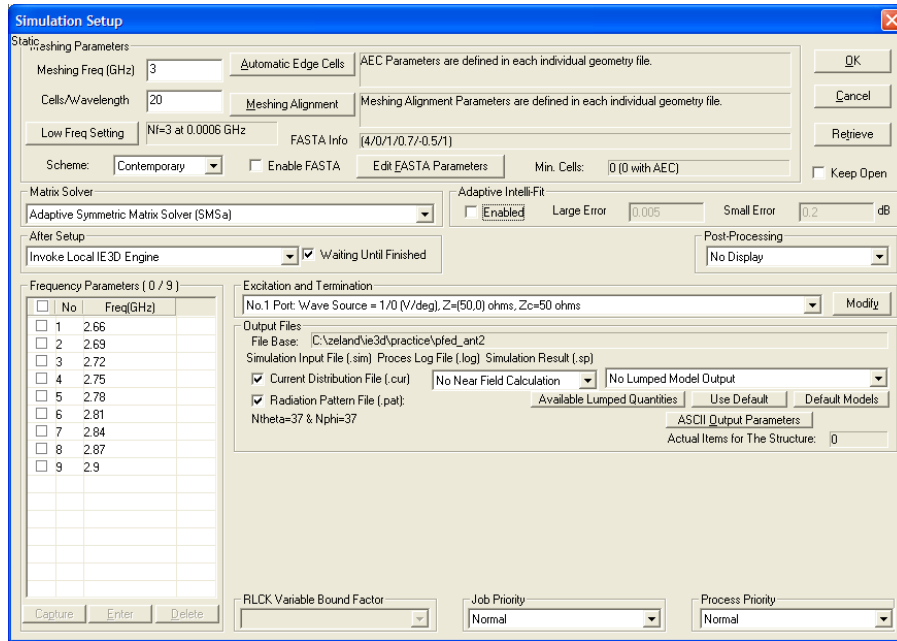 Simulation Setup
Static
Meshing Parameters
Meshing Freq (GHz) 3 Automatic Edge Cells AEC Parameters are defined in each individual geometry file. OK
Cells/Wavelength 20 Meshing Alignment Meshing Alignment Parameters are defined in each individual geometry file. Cancel
Low Freq Setting Nf=3 at 0.0006 GHz FASTA Info (4/0/1/0.7/-0.5/1) Retrieve
Scheme: Contemporary Enable FASTA Edit FASTA Parameters Min. Cells: 0 (0 with AEC) Keep Open
Matrix Solver Adaptive Intelli-Fit
Adaptive Symmetric Matrix Solver (SMSa) Enabled Large Error 0.005 Small Error 0.2 dB
After Setup Post-Processing
Invoke Local IE3D Engine Waiting Until Finished No Display
Frequency Parameters ( 0 / 9 )
No Freq(GHz)
1 2.66
2 2.69
3 2.72
4 2.75
5 2.78
6 2.81
7 2.84
8 2.87
9 2.9
Capture Enter Delete
Excitation and Termination
No.1 Port: Wave Source = 1/0 (V/deg), Z=(50,0) ohms, Zc=50 ohms Modify
Output Files
File Base: C:\zeland\ie3d\practice\pfed_ant2
Simulation Input File (.sim) Proces Log File (.log) Simulation Result (.sp)
Current Distribution File (.cur) No Near Field Calculation No Lumped Model Output
Radiation Pattern File (.pat): Available Lumped Quantities Use Default Default Models
Ntheta=37 & Nphi=37 ASCII Output Parameters
Actual Items for The Structure: 0
RLCK Variable Bound Factor Job Priority Process Priority
Normal Normal